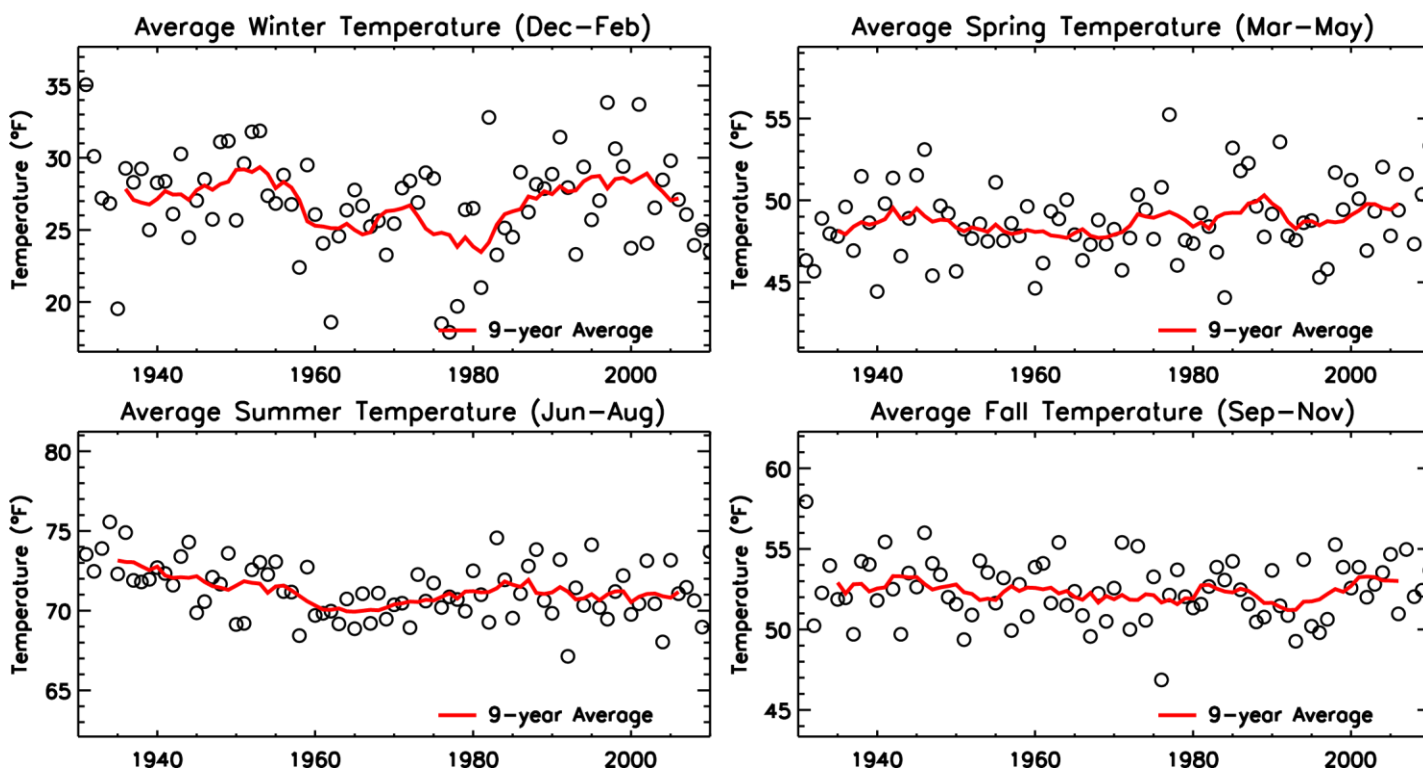 Average Winter Temperature (Dec–Feb)
Temperature (°F)
35
30
25
20
1940 1960 1980 2000
9-year Average
Average Spring Temperature (Mar–May)
Temperature (°F)
55
50
45
1940 1960 1980 2000
9-year Average
Average Summer Temperature (Jun–Aug)
Temperature (°F)
80
75
70
65
1940 1960 1980 2000
9-year Average
Average Fall Temperature (Sep–Nov)
Temperature (°F)
60
55
50
45
1940 1960 1980 2000
9-year Average